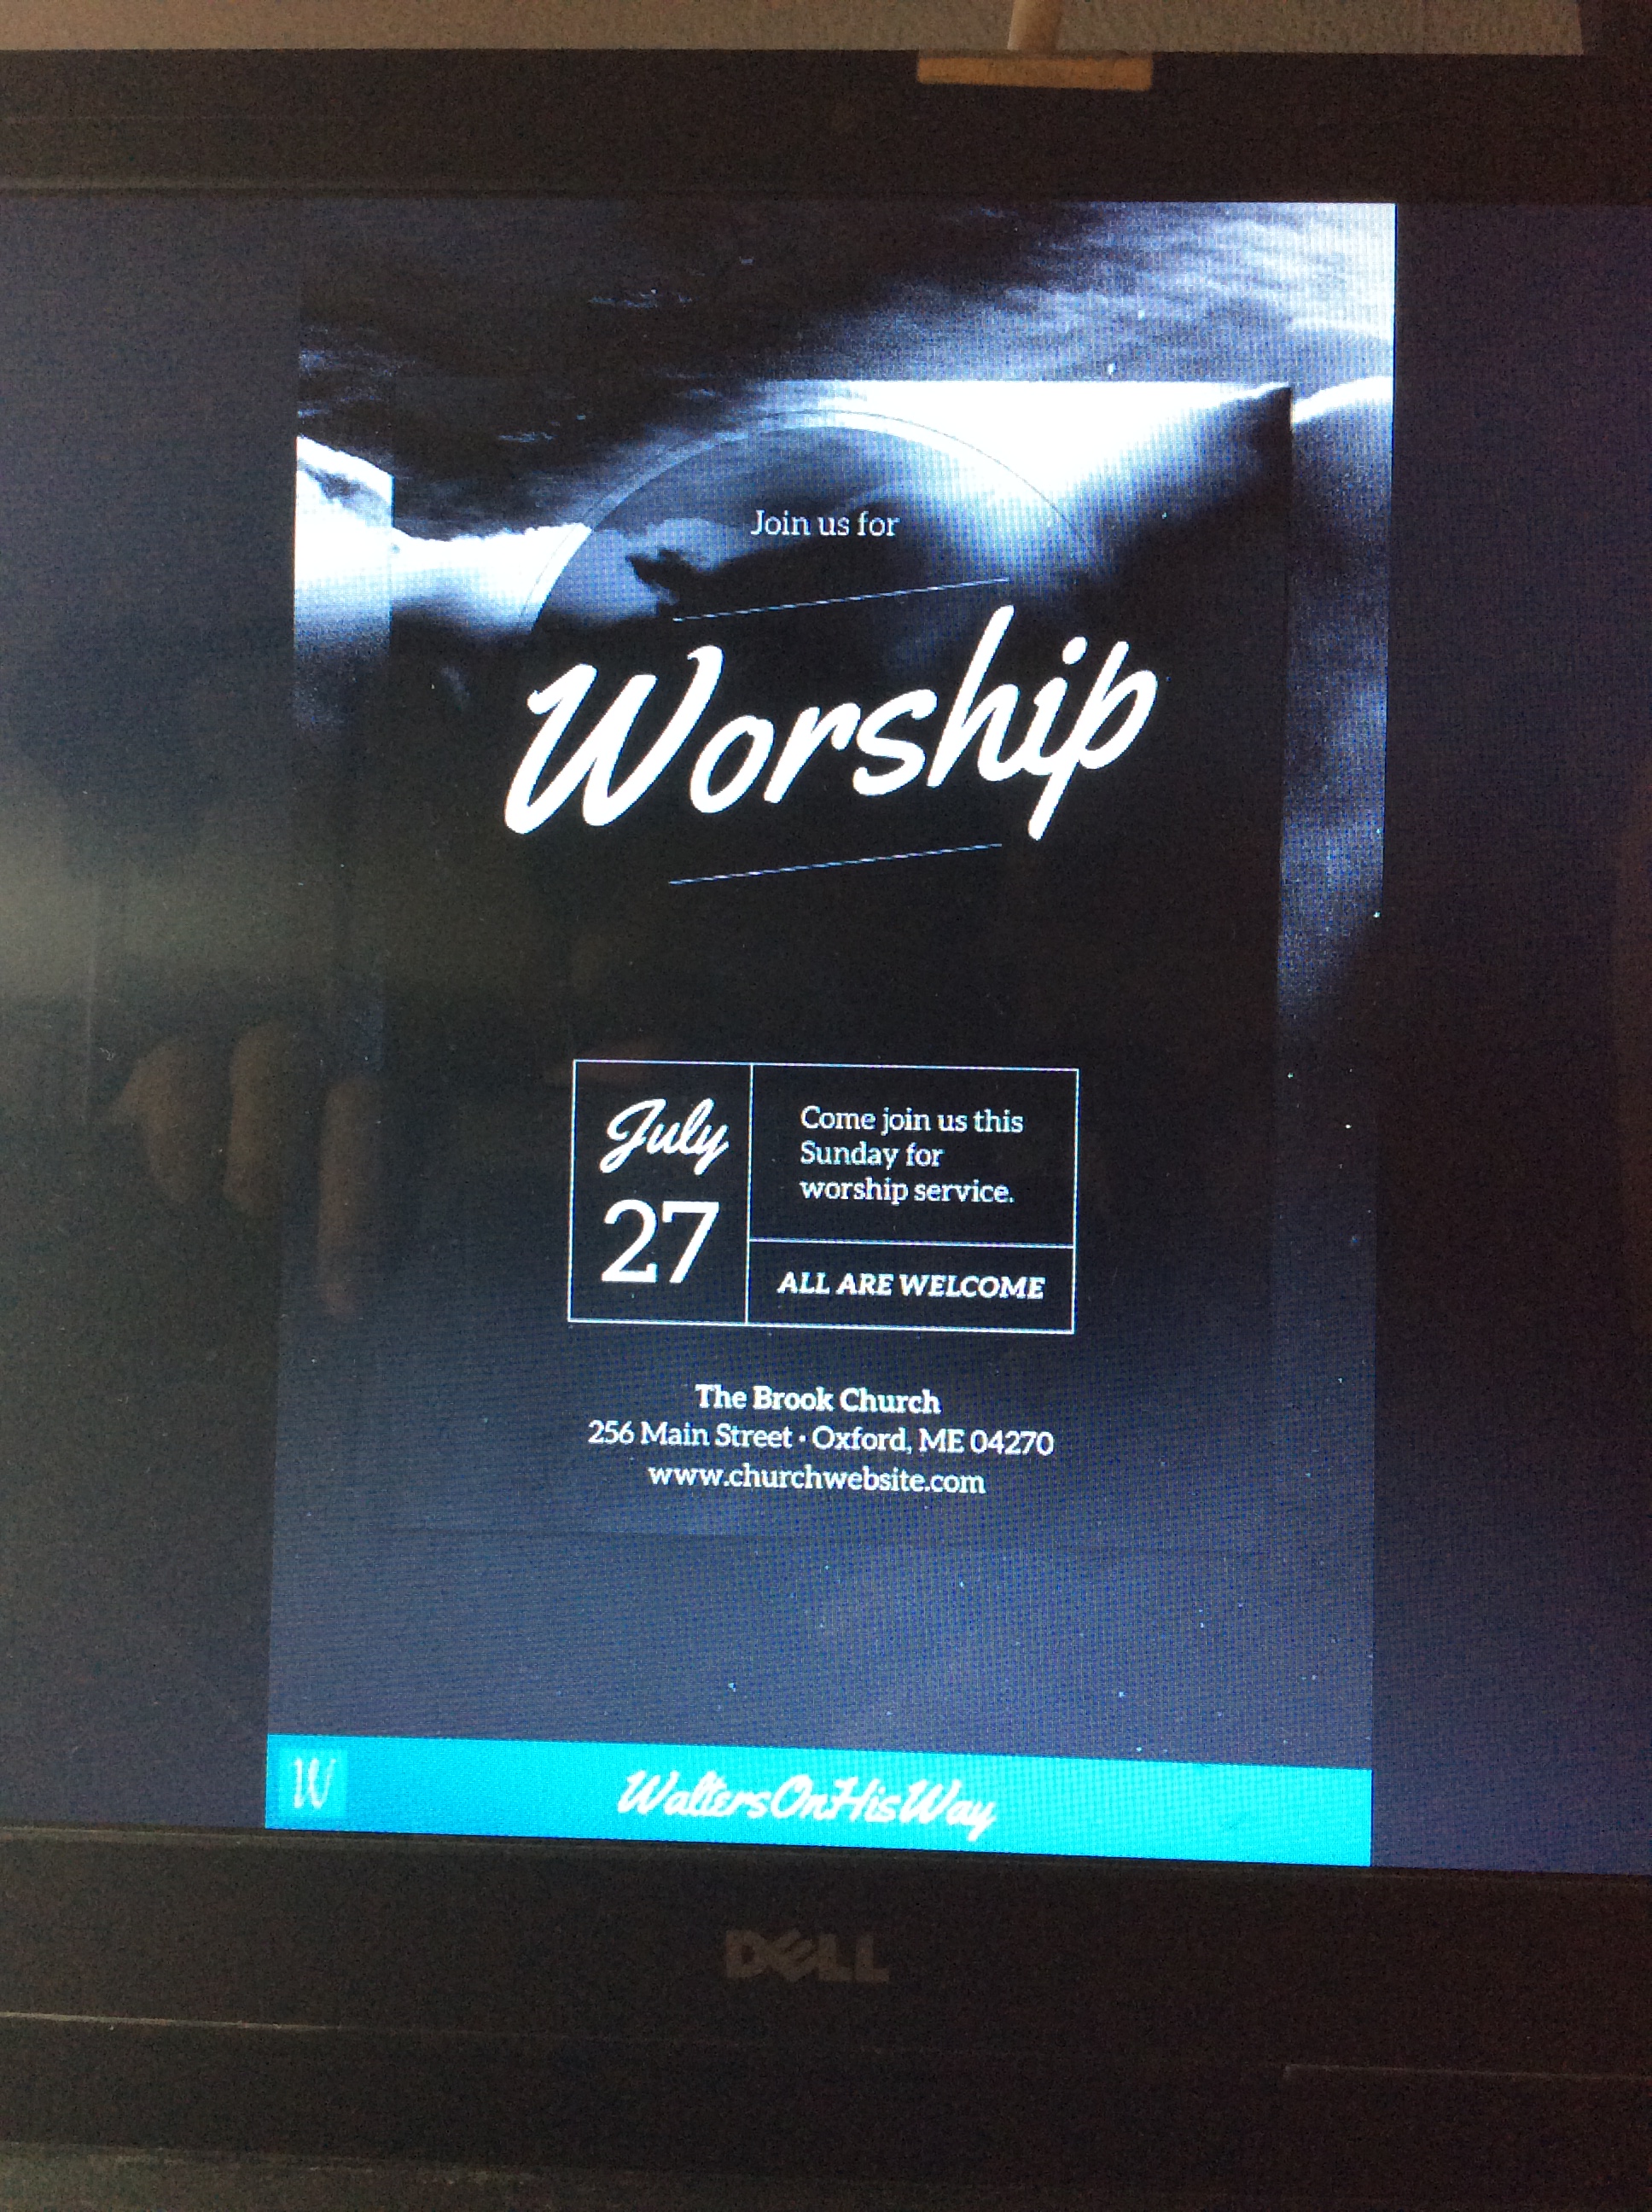 Join us for
Worship
July
27
Come join us this
Sunday for
worship service.
ALL ARE WELCOME
The Brook Church
256 Main Street · Oxford, ME 04270
www.churchwebsite.com
W
WaltersOnHisWay
DELL